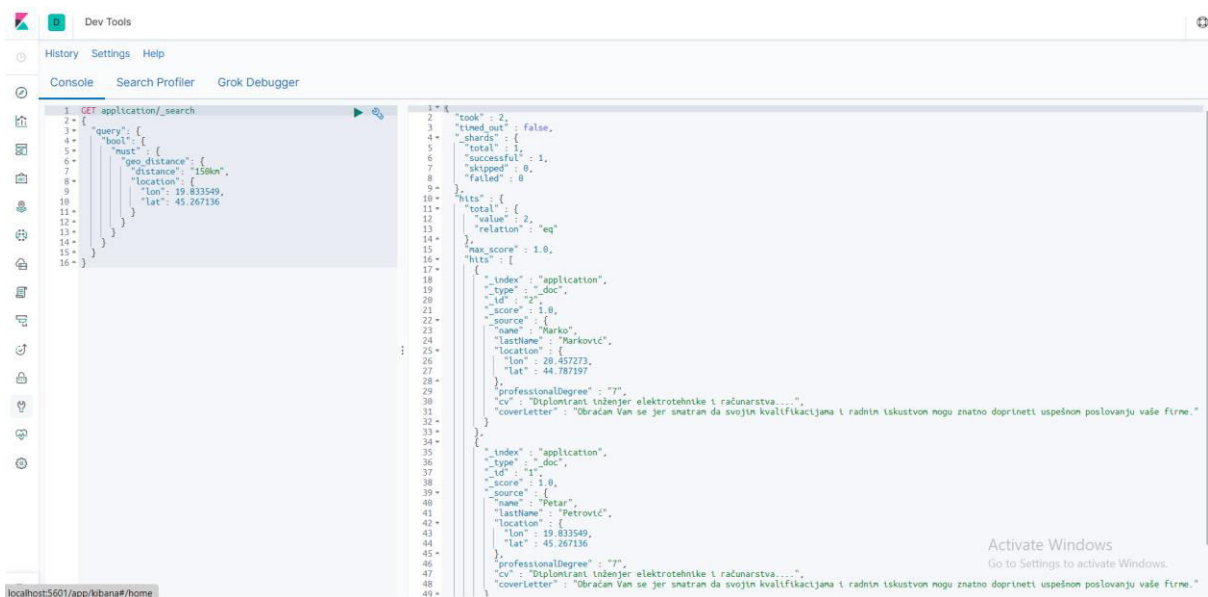 D Dev Tools
History Settings Help
Console Search Profiler Grok Debugger
1 GET application/_search
2 {
3 "query": {
4 "bool": {
5 "must" : {
6 "geo_distance": {
7 "distance": "150km",
8 "location": {
9 "lon": 19.833549,
10 "lat": 45.267136
11 }
12 }
13 }
14 }
15 }
16 }
1 {
2 "took" : 2,
3 "timed_out" : false,
4 "_shards" : {
5 "total" : 1,
6 "successful" : 1,
7 "skipped" : 0,
8 "failed" : 0
9 },
10 "hits" : {
11 "total" : {
12 "value" : 2,
13 "relation" : "eq"
14 },
15 "max_score" : 1.0,
16 "hits" : [
17 {
18 "_index" : "application",
19 "_type" : "_doc",
20 "_id" : "2",
21 "_score" : 1.0,
22 "_source" : {
23 "name" : "Marko",
24 "lastName" : "Marković",
25 "location" : {
26 "lon" : 20.457273,
27 "lat" : 44.787197
28 },
29 "professionalDegree" : "7",
30 "cv" : "Diplomirani inženjer elektrotehnike i računarstva....",
31 "coverLetter" : "Obraćam Vam se jer smatram da svojim kvalifikacijama i radnim iskustvom mogu znatno doprineti uspešnom poslovanju vaše firme."
32 }
33 },
34 {
35 "_index" : "application",
36 "_type" : "_doc",
37 "_id" : "1",
38 "_score" : 1.0,
39 "_source" : {
40 "name" : "Petar",
41 "lastName" : "Petrović",
42 "location" : {
43 "lon" : 19.833549,
44 "lat" : 45.267136
45 },
46 "professionalDegree" : "7",
47 "cv" : "Diplomirani inženjer elektrotehnike i računarstva....",
48 "coverLetter" : "Obraćam Vam se jer smatram da svojim kvalifikacijama i radnim iskustvom mogu znatno doprineti uspešnom poslovanju vaše firme."
49 }
Activate Windows
Go to Settings to activate Windows.
localhost:5601/app/kibana#/home